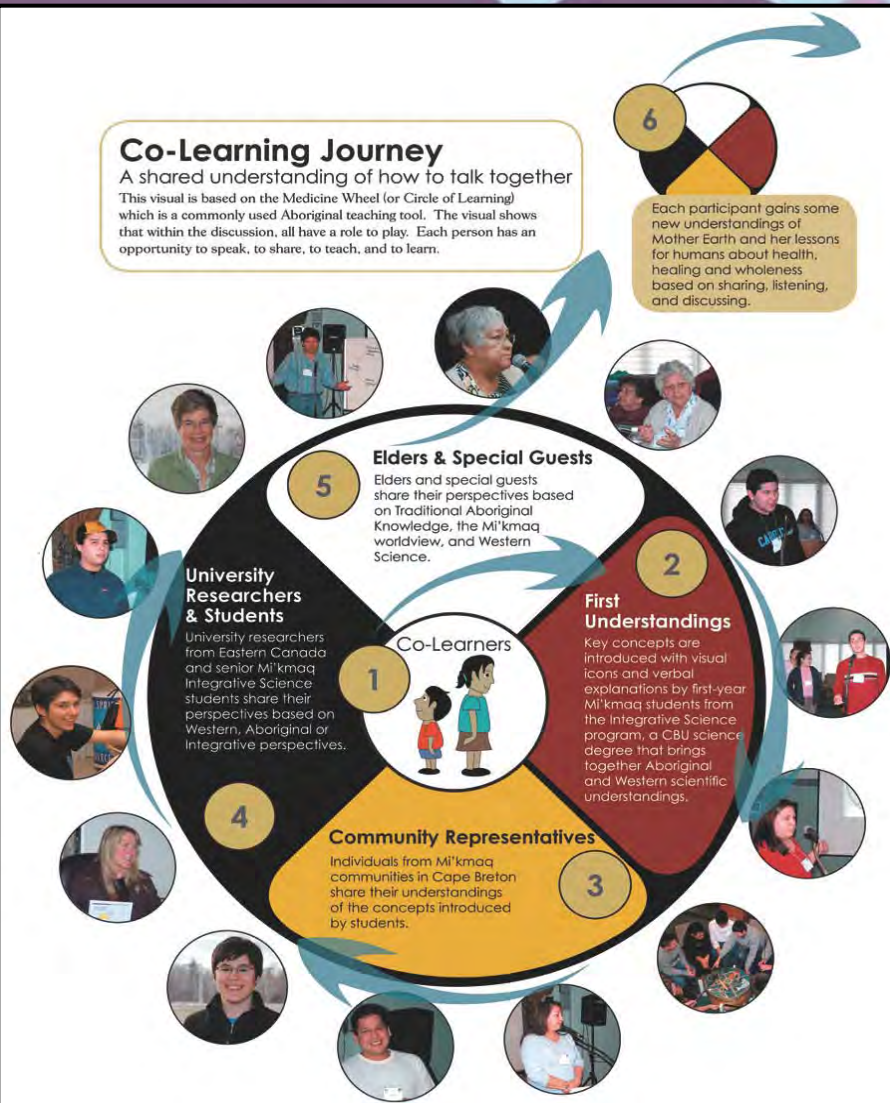 Co-Learning Journey
A shared understanding of how to talk together
This visual is based on the Medicine Wheel (or Circle of Learning)
which is a commonly used Aboriginal teaching tool. The visual shows
that within the discussion, all have a role to play. Each person has an
opportunity to speak, to share, to teach, and to learn.
1
Co-Learners
2
First
Understandings
Key concepts are
introduced with visual
icons and verbal
explanations by first-year
Mi'kmaq students from
the Integrative Science
program, a CBU science
degree that brings
together Aboriginal
and Western scientific
understandings.
3
Community Representatives
Individuals from Mi'kmaq
communities in Cape Breton
share their understandings
of the concepts introduced
by students.
4
University
Researchers
& Students
University researchers
from Eastern Canada
and senior Mi'kmaq
Integrative Science
students share their
perspectives based on
Western, Aboriginal or
Integrative perspectives.
5
Elders & Special Guests
Elders and special guests
share their perspectives based
on Traditional Aboriginal
Knowledge, the Mi'kmaq
worldview, and Western
Science.
6
Each participant gains some
new understandings of
Mother Earth and her lessons
for humans about health,
healing and wholeness
based on sharing, listening,
and discussing.